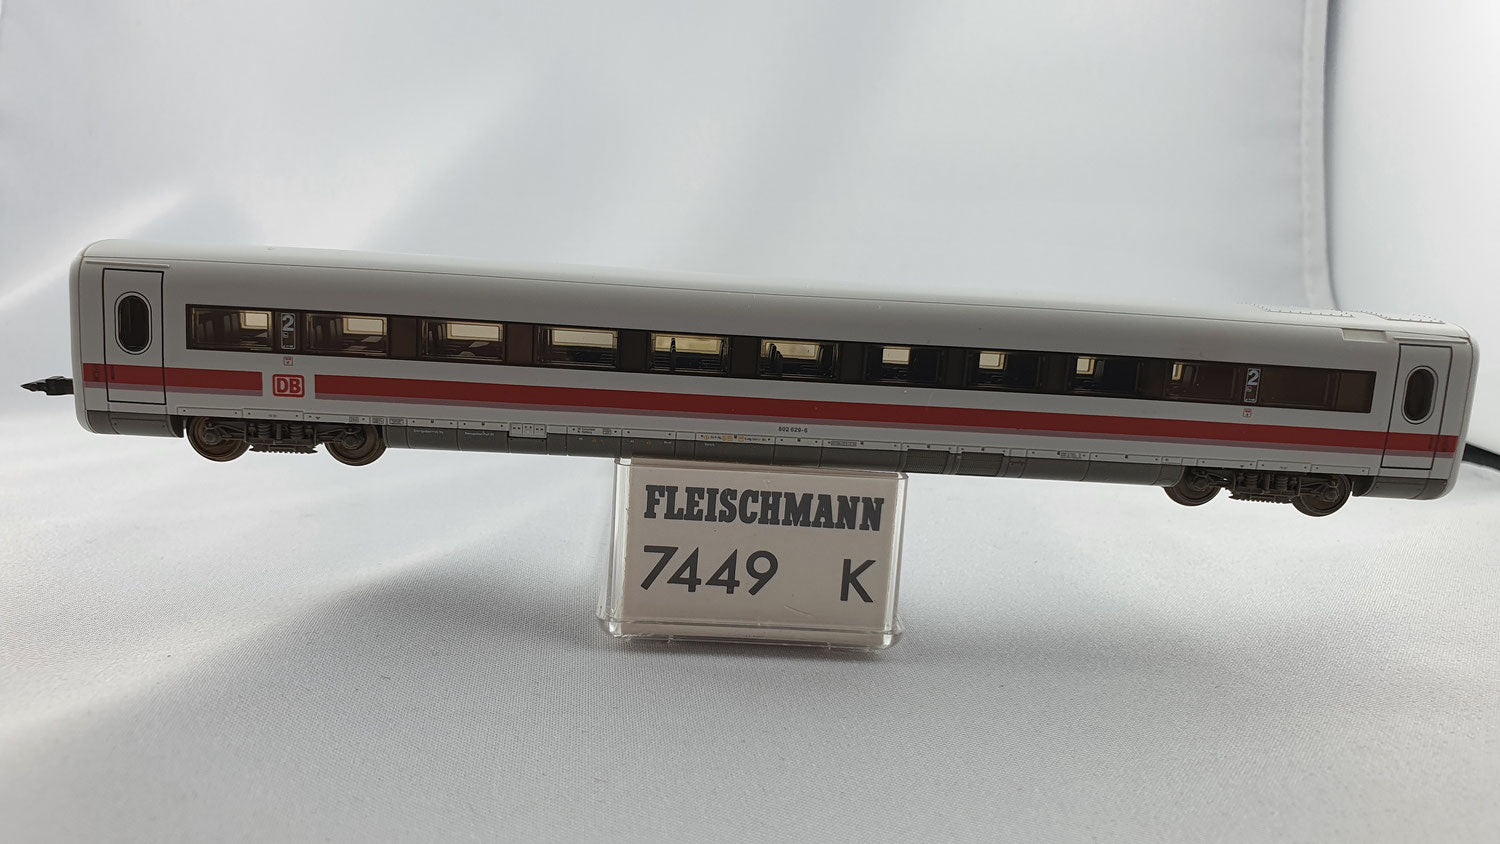 2
2
DB
802 629-6
FLEISCHMANN
7449 K